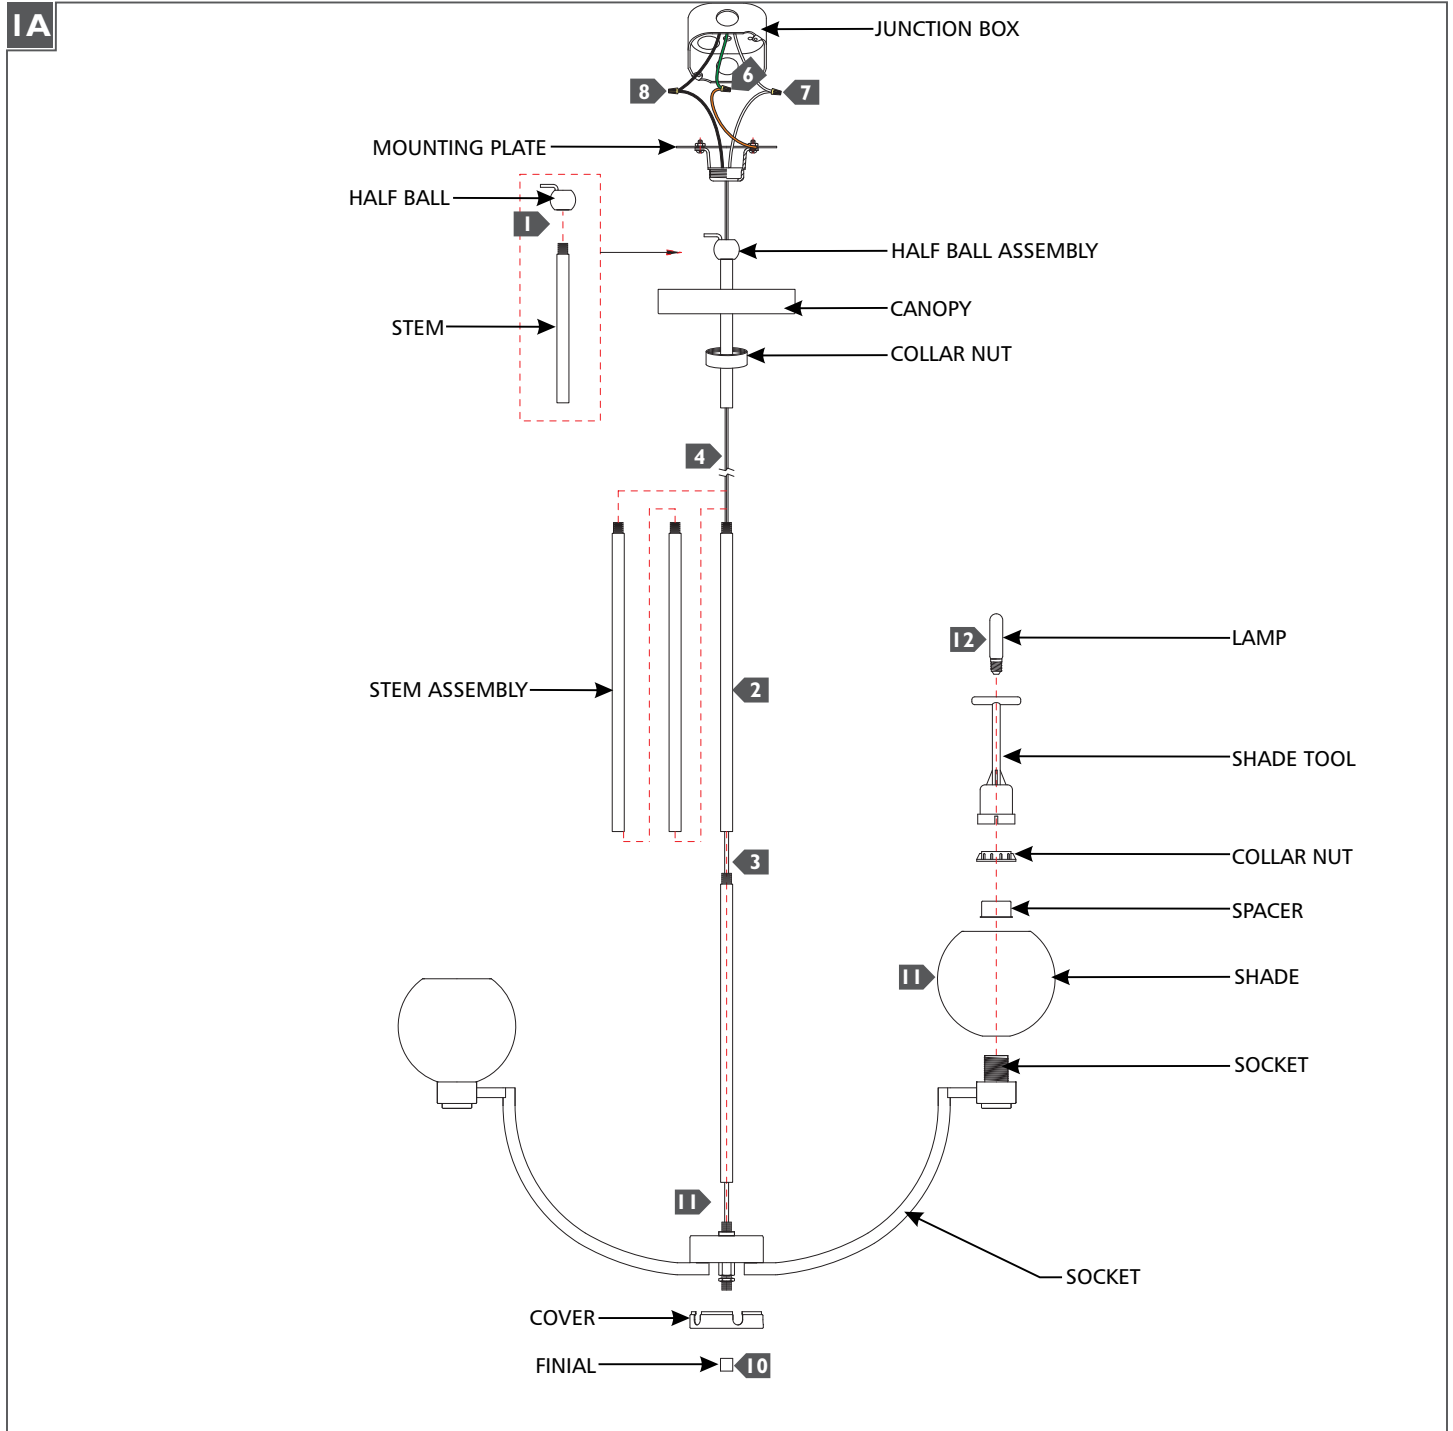 1A
JUNCTION BOX
6
8
7
MOUNTING PLATE
HALF BALL
1
HALF BALL ASSEMBLY
CANOPY
STEM
COLLAR NUT
4
12
LAMP
STEM ASSEMBLY
2
SHADE TOOL
3
COLLAR NUT
SPACER
11
SHADE
SOCKET
11
SOCKET
COVER
FINIAL
10